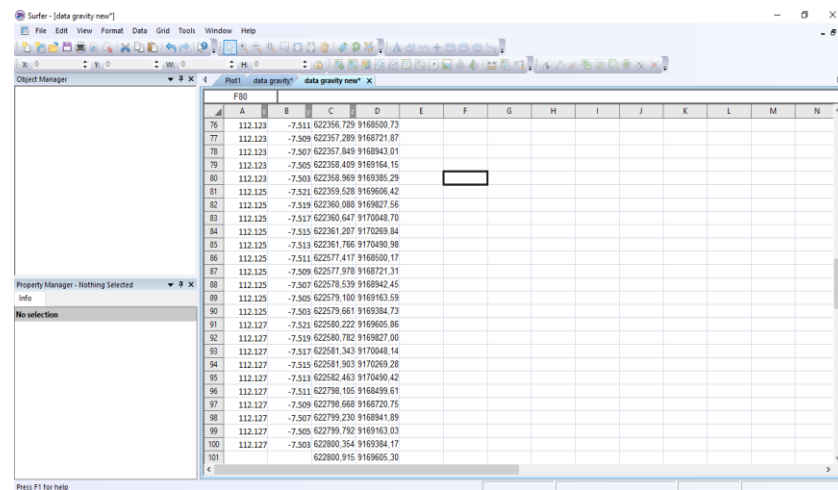 Surfer - [data gravity new*]
File Edit View Format Data Grid Tools Window Help
X: 0 Y: 0 W: 0 H: 0
Object Manager
Plot1 data gravity* data gravity new* X
F80
A B C D E F G H I J K L M N
76 112.123 -7.511 622356,729 9168500,73
77 112.123 -7.509 622357,289 9168721,87
78 112.123 -7.507 622357,849 9168943,01
79 112.123 -7.505 622358,409 9169164,15
80 112.123 -7.503 622358,969 9169385,29
81 112.125 -7.521 622359,528 9169606,42
82 112.125 -7.519 622360,088 9169827,56
83 112.125 -7.517 622360,647 9170048,70
84 112.125 -7.515 622361,207 9170269,84
85 112.125 -7.513 622361,766 9170490,98
86 112.125 -7.511 622577,417 9168500,17
87 112.125 -7.509 622577,978 9168721,31
88 112.125 -7.507 622578,539 9168942,45
89 112.125 -7.505 622579,100 9169163,59
90 112.125 -7.503 622579,661 9169384,73
91 112.127 -7.521 622580,222 9169605,86
92 112.127 -7.519 622580,782 9169827,00
93 112.127 -7.517 622581,343 9170048,14
94 112.127 -7.515 622581,903 9170269,28
95 112.127 -7.513 622582,463 9170490,42
96 112.127 -7.511 622798,105 9168499,61
97 112.127 -7.509 622798,668 9168720,75
98 112.127 -7.507 622799,230 9168941,89
99 112.127 -7.505 622799,792 9169163,03
100 112.127 -7.503 622800,354 9169384,17
101 622800,915 9169605,30
Property Manager - Nothing Selected
Info
No selection
Press F1 for help